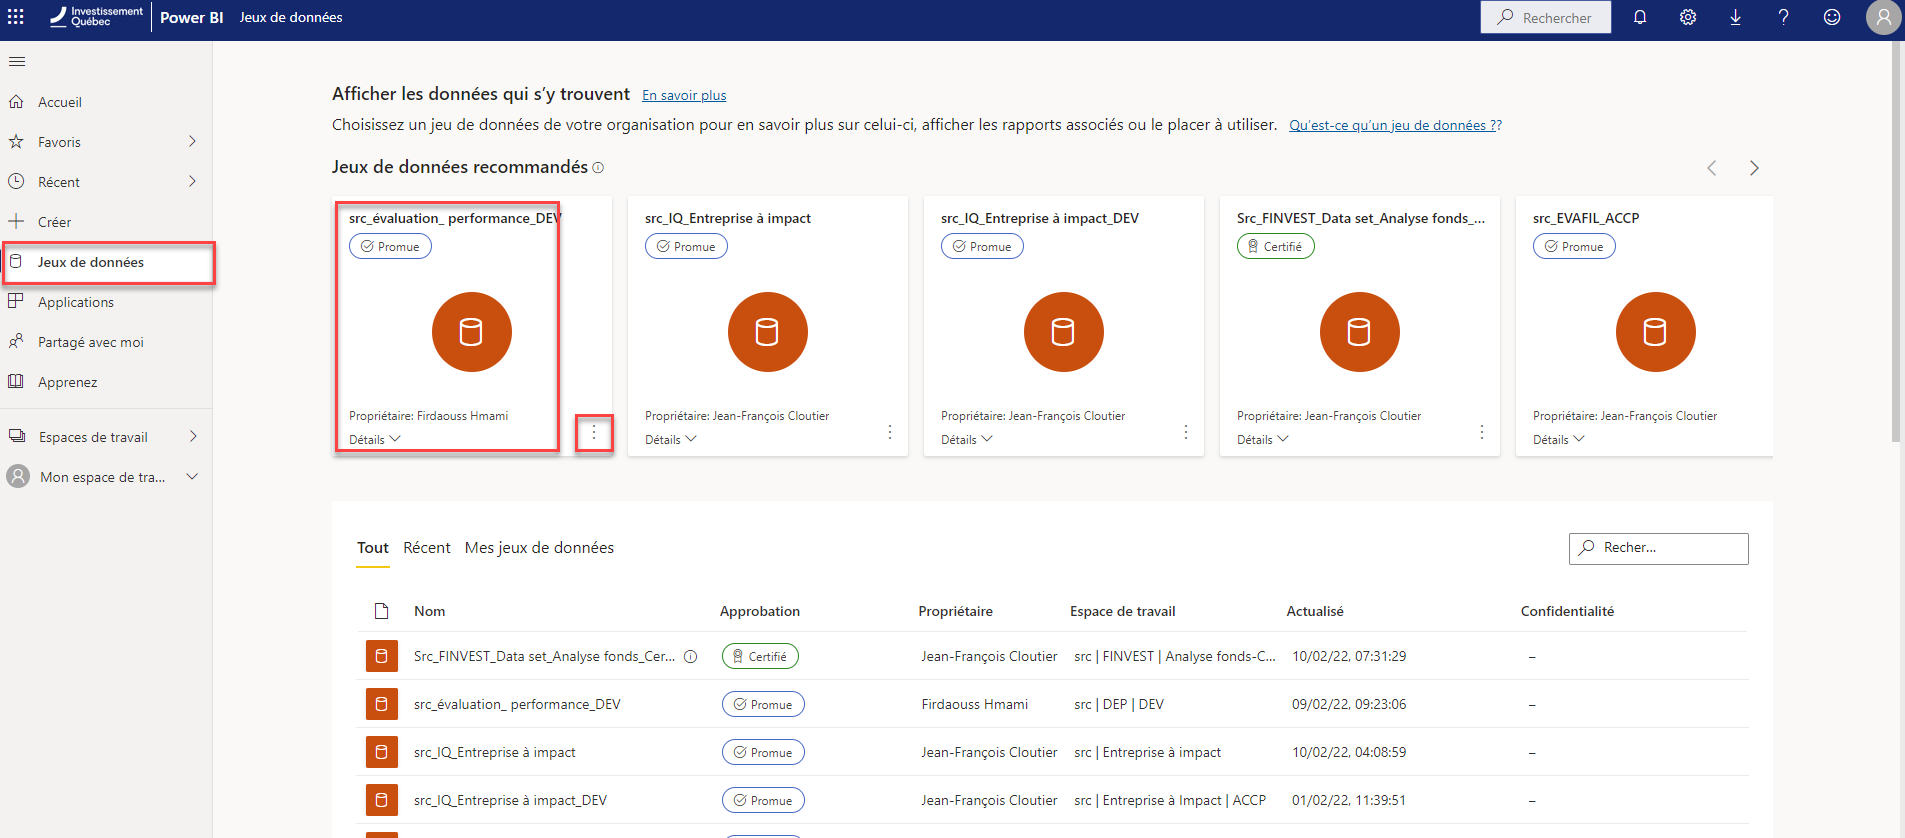 Investissement
Québec
Power BI
Jeux de données
Rechercher
Accueil
Favoris
Récent
Créer
Jeux de données
Applications
Partagé avec moi
Apprenez
Espaces de travail
Mon espace de tra...
Afficher les données qui s'y trouvent En savoir plus
Choisissez un jeu de données de votre organisation pour en savoir plus sur celui-ci, afficher les rapports associés ou le placer à utiliser. Qu'est-ce qu'un jeu de données ??
Jeux de données recommandés
src_évaluation_ performance_DEV
Promue
Propriétaire: Firdaouss Hmami
Détails
src_IQ_Entreprise à impact
Promue
Propriétaire: Jean-François Cloutier
Détails
src_IQ_Entreprise à impact_DEV
Promue
Propriétaire: Jean-François Cloutier
Détails
Src_FINVEST_Data set_Analyse fonds_...
Certifié
Propriétaire: Jean-François Cloutier
Détails
src_EVAFIL_ACCP
Promue
Propriétaire: Jean-François Cloutier
Détails
Tout Récent Mes jeux de données
Recher...
Nom Approbation Propriétaire Espace de travail Actualisé Confidentialité
Src_FINVEST_Data set_Analyse fonds_Cer... Certifié Jean-François Cloutier src | FINVEST | Analyse fonds-C... 10/02/22, 07:31:29 –
src_évaluation_ performance_DEV Promue Firdaouss Hmami src | DEP | DEV 09/02/22, 09:23:06 –
src_IQ_Entreprise à impact Promue Jean-François Cloutier src | Entreprise à impact 10/02/22, 04:08:59 –
src_IQ_Entreprise à impact_DEV Promue Jean-François Cloutier src | Entreprise à Impact | ACCP 01/02/22, 11:39:51 –